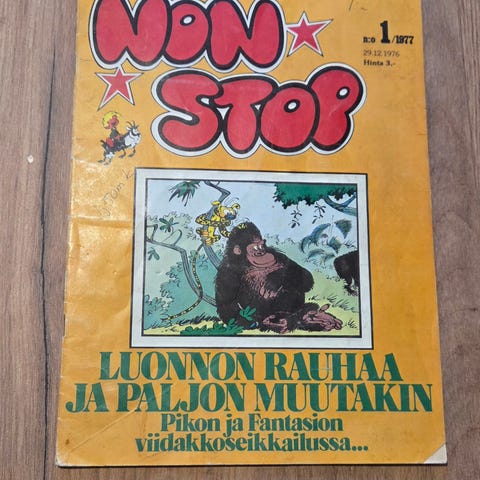 NON
STOP
n:o 1/1977
29.12.1976
Hinta 3.-
LUONNON RAUHAA
JA PALJON MUUTAKIN
Pikon ja Fantasion
viidakkoseikkailussa...